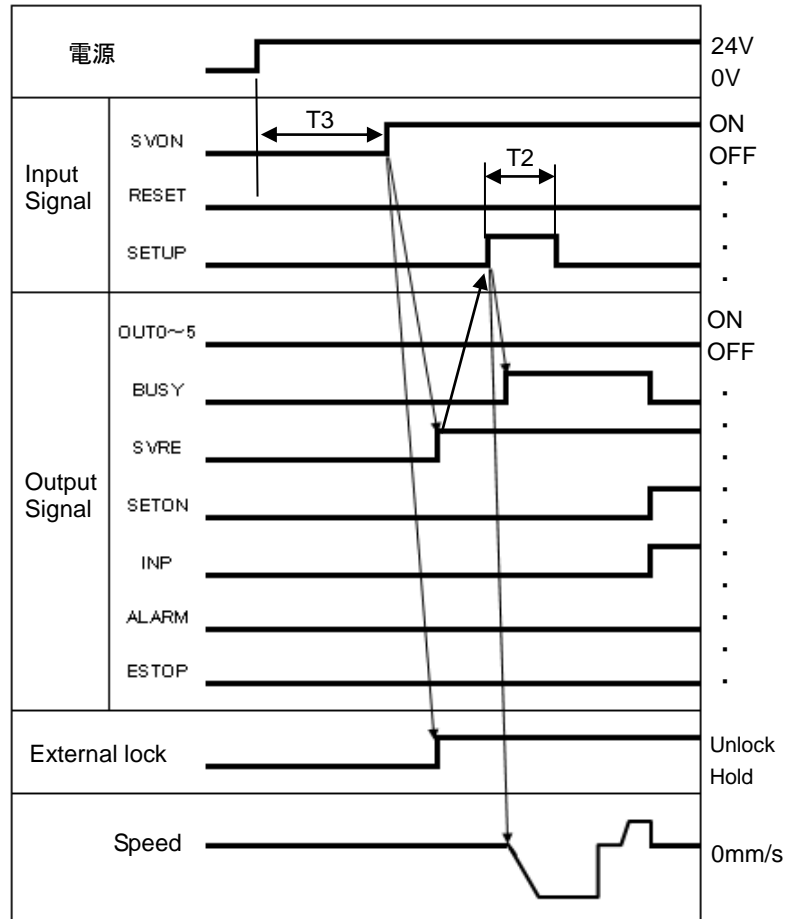 電源
24V
0V
Input
Signal
SVON
T3
ON
OFF
RESET
T2
SETUP
Output
Signal
OUT0～5
ON
OFF
BUSY
SVRE
SETON
INP
ALARM
ESTOP
External lock
Unlock
Hold
Speed
0mm/s